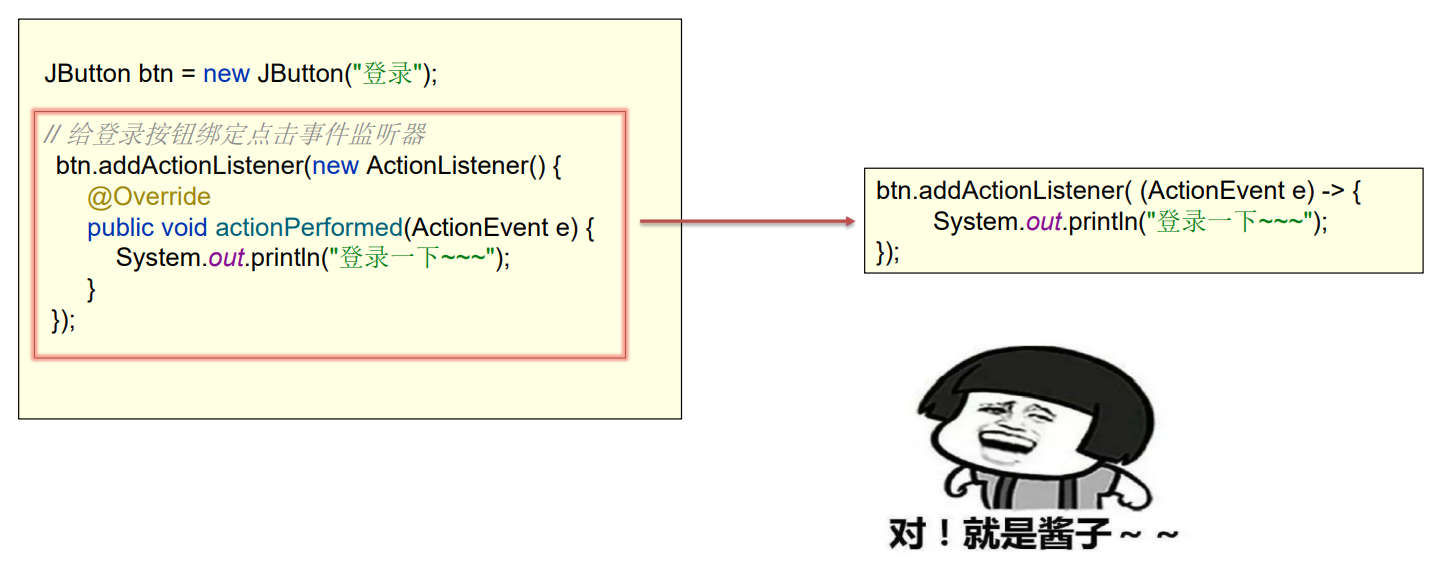 JButton btn = new JButton("登录");
// 给登录按钮绑定点击事件监听器
btn.addActionListener(new ActionListener() {
@Override
public void actionPerformed(ActionEvent e) {
System.out.println("登录一下~~~");
}
});
btn.addActionListener( (ActionEvent e) -> {
System.out.println("登录一下~~~");
});
对！就是酱子~ ~